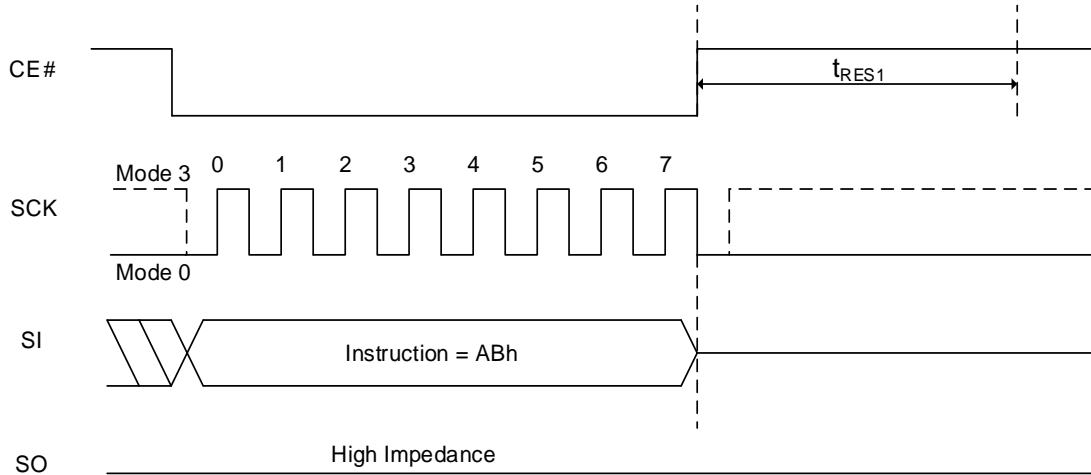 CE#
tRES1
Mode 3 0 1 2 3 4 5 6 7
SCK
Mode 0
SI
Instruction = ABh
High Impedance
SO